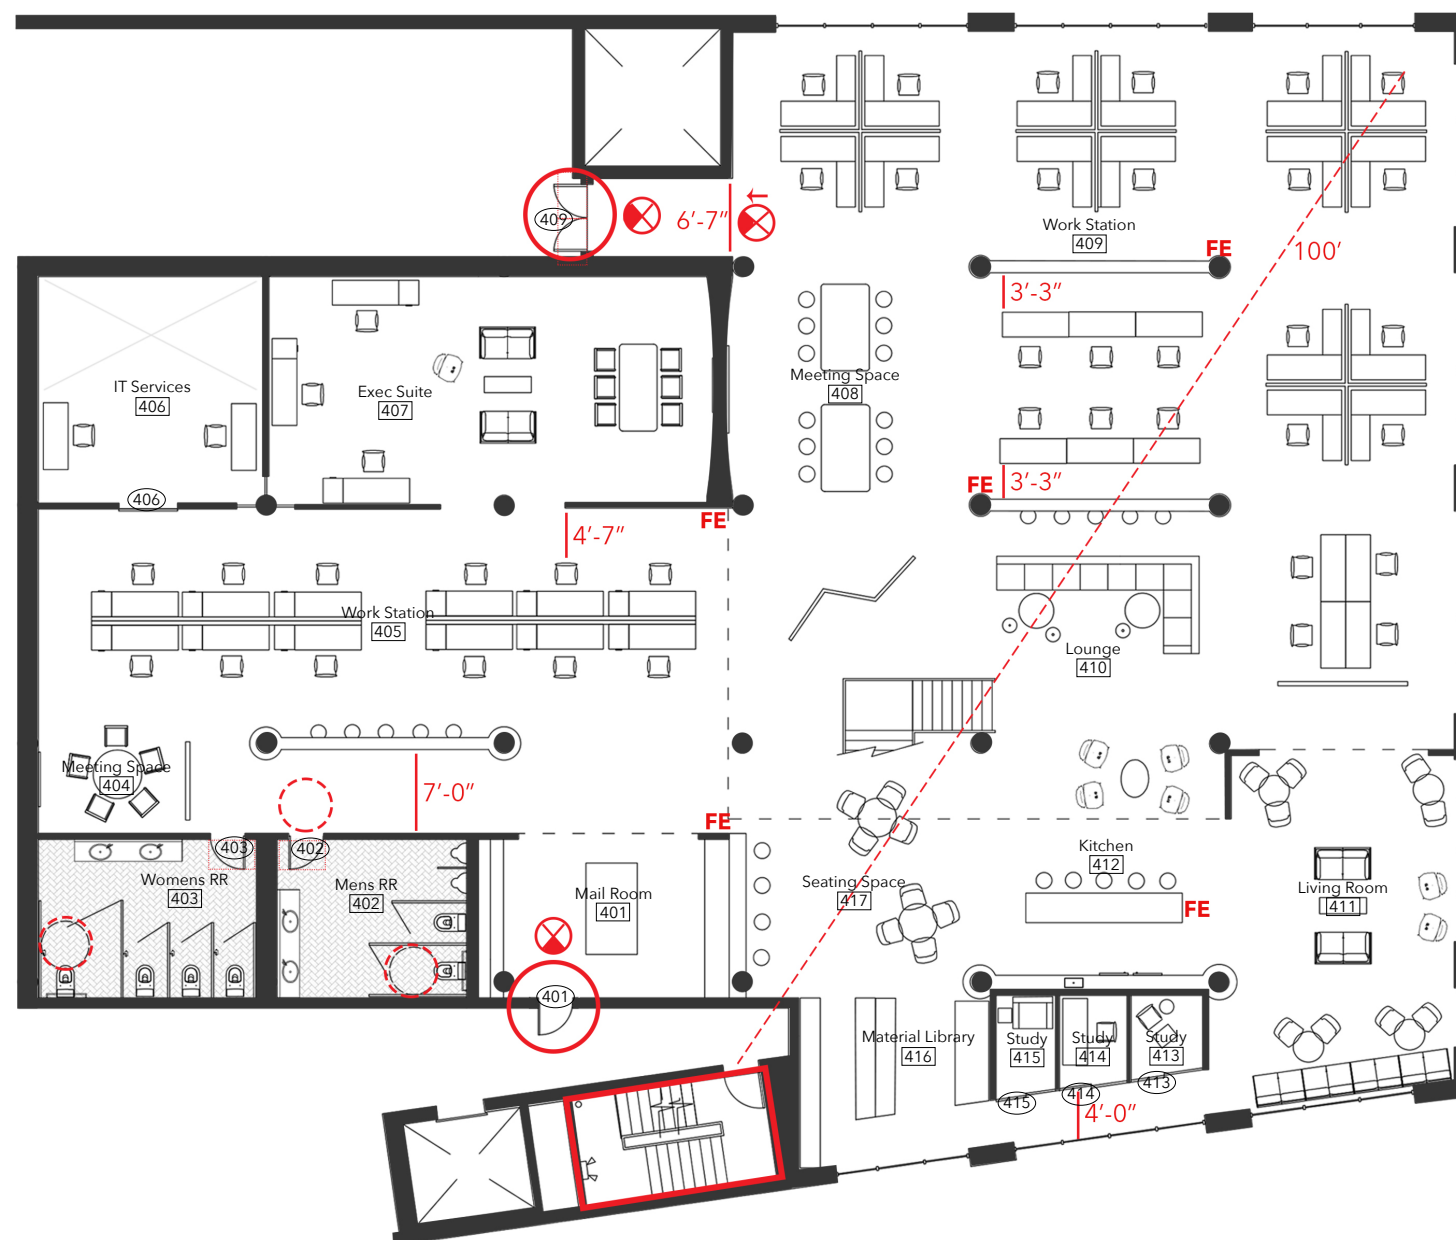 409
6'-7"
Work Station
409
FE
100'
3'-3"
IT Services
406
Exec Suite
407
Meeting Space
408
406
FE
3'-3"
FE
4'-7"
Work Station
405
Lounge
410
Meeting Space
404
7'-0"
FE
403
402
Womens RR
403
Mens RR
402
Mail Room
401
Seating Space
417
Kitchen
412
FE
Living Room
411
401
Material Library
416
Study
415
Study
414
Study
413
415
414
413
4'-0"